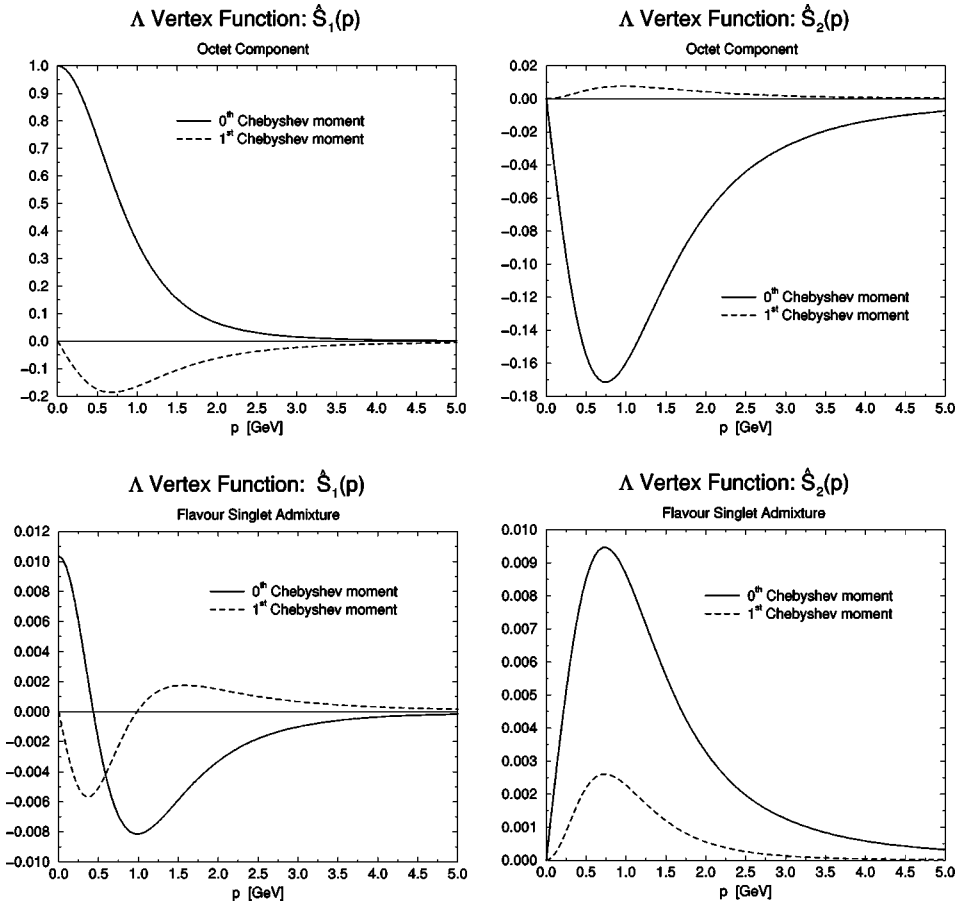 Λ Vertex Function: Ŝ₁(p)
Octet Component
1.0
0.9
0.8
0.7
0.6
0.5
0.4
0.3
0.2
0.1
0.0
−0.1
−0.2
0th Chebyshev moment
1st Chebyshev moment
0.0 0.5 1.0 1.5 2.0 2.5 3.0 3.5 4.0 4.5 5.0
p [GeV]
Λ Vertex Function: Ŝ₂(p)
Octet Component
0.02
0.00
−0.02
−0.04
−0.06
−0.08
−0.10
−0.12
−0.14
−0.16
−0.18
0th Chebyshev moment
1st Chebyshev moment
0.0 0.5 1.0 1.5 2.0 2.5 3.0 3.5 4.0 4.5 5.0
p [GeV]
Λ Vertex Function: Ŝ₁(p)
Flavour Singlet Admixture
0.012
0.010
0.008
0.006
0.004
0.002
0.000
−0.002
−0.004
−0.006
−0.008
−0.010
0th Chebyshev moment
1st Chebyshev moment
0.0 0.5 1.0 1.5 2.0 2.5 3.0 3.5 4.0 4.5 5.0
p [GeV]
Λ Vertex Function: Ŝ₂(p)
Flavour Singlet Admixture
0.010
0.009
0.008
0.007
0.006
0.005
0.004
0.003
0.002
0.001
0.000
0th Chebyshev moment
1st Chebyshev moment
0.0 0.5 1.0 1.5 2.0 2.5 3.0 3.5 4.0 4.5 5.0
p [GeV]